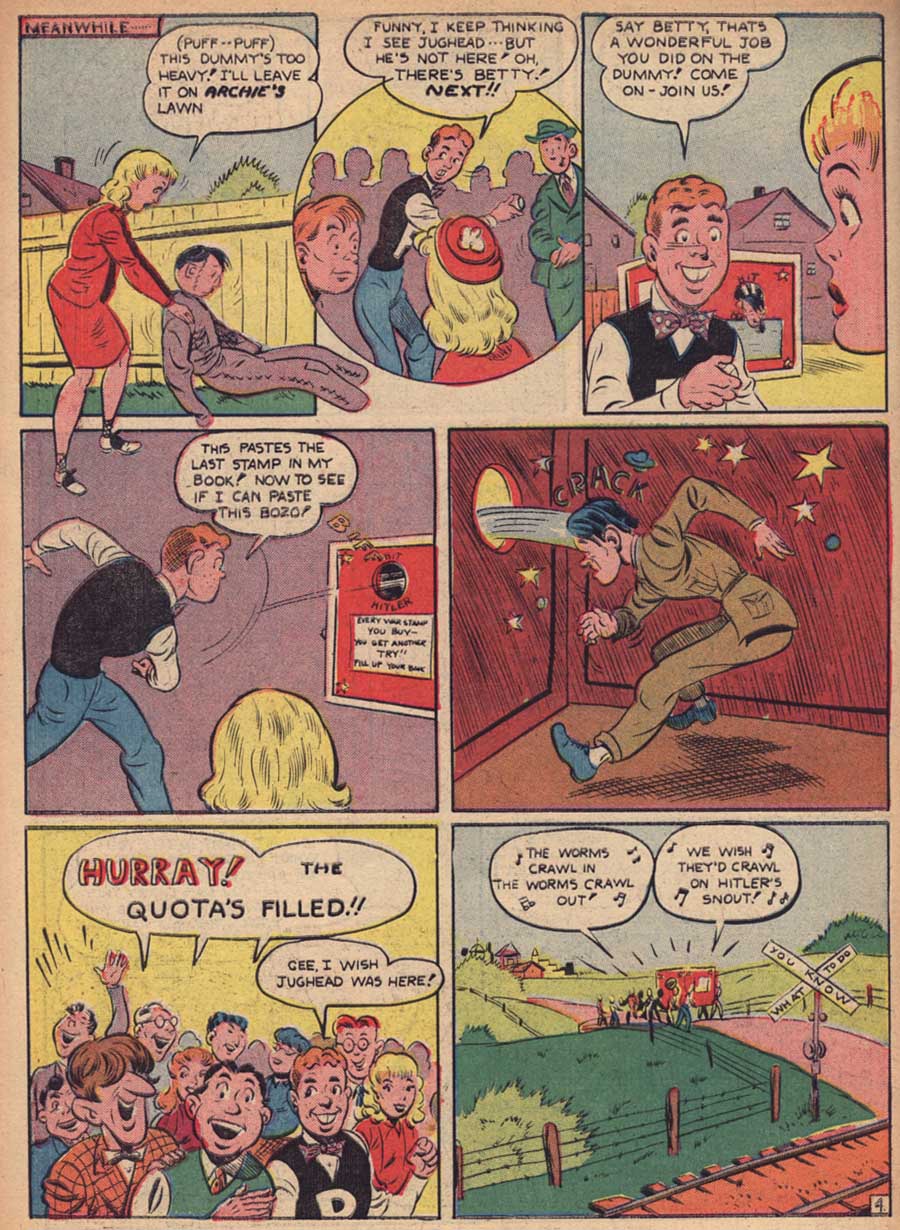 MEANWHILE----
(PUFF--PUFF)
THIS DUMMY'S TOO
HEAVY! I'LL LEAVE
IT ON ARCHIE'S
LAWN
FUNNY, I KEEP THINKING
I SEE JUGHEAD---BUT
HE'S NOT HERE! OH,
THERE'S BETTY!
NEXT!!
SAY BETTY, THATS
A WONDERFUL JOB
YOU DID ON THE
DUMMY! COME
ON - JOIN US!
HIT
THIS PASTES THE
LAST STAMP IN MY
BOOK! NOW TO SEE
IF I CAN PASTE
THIS BOZO!
HITLER
EVERY WAR STAMP
YOU BUY-
YOU GET ANOTHER
TRY!!
FILL UP YOUR BOOK
CRACK
HURRAY! THE
QUOTA'S FILLED!!
GEE, I WISH
JUGHEAD WAS HERE!
R
THE WORMS
CRAWL IN
THE WORMS CRAWL
OUT!
WE WISH
THEY'D CRAWL
ON HITLER'S
SNOUT!
YOU KNOW
WHAT TO DO
4.